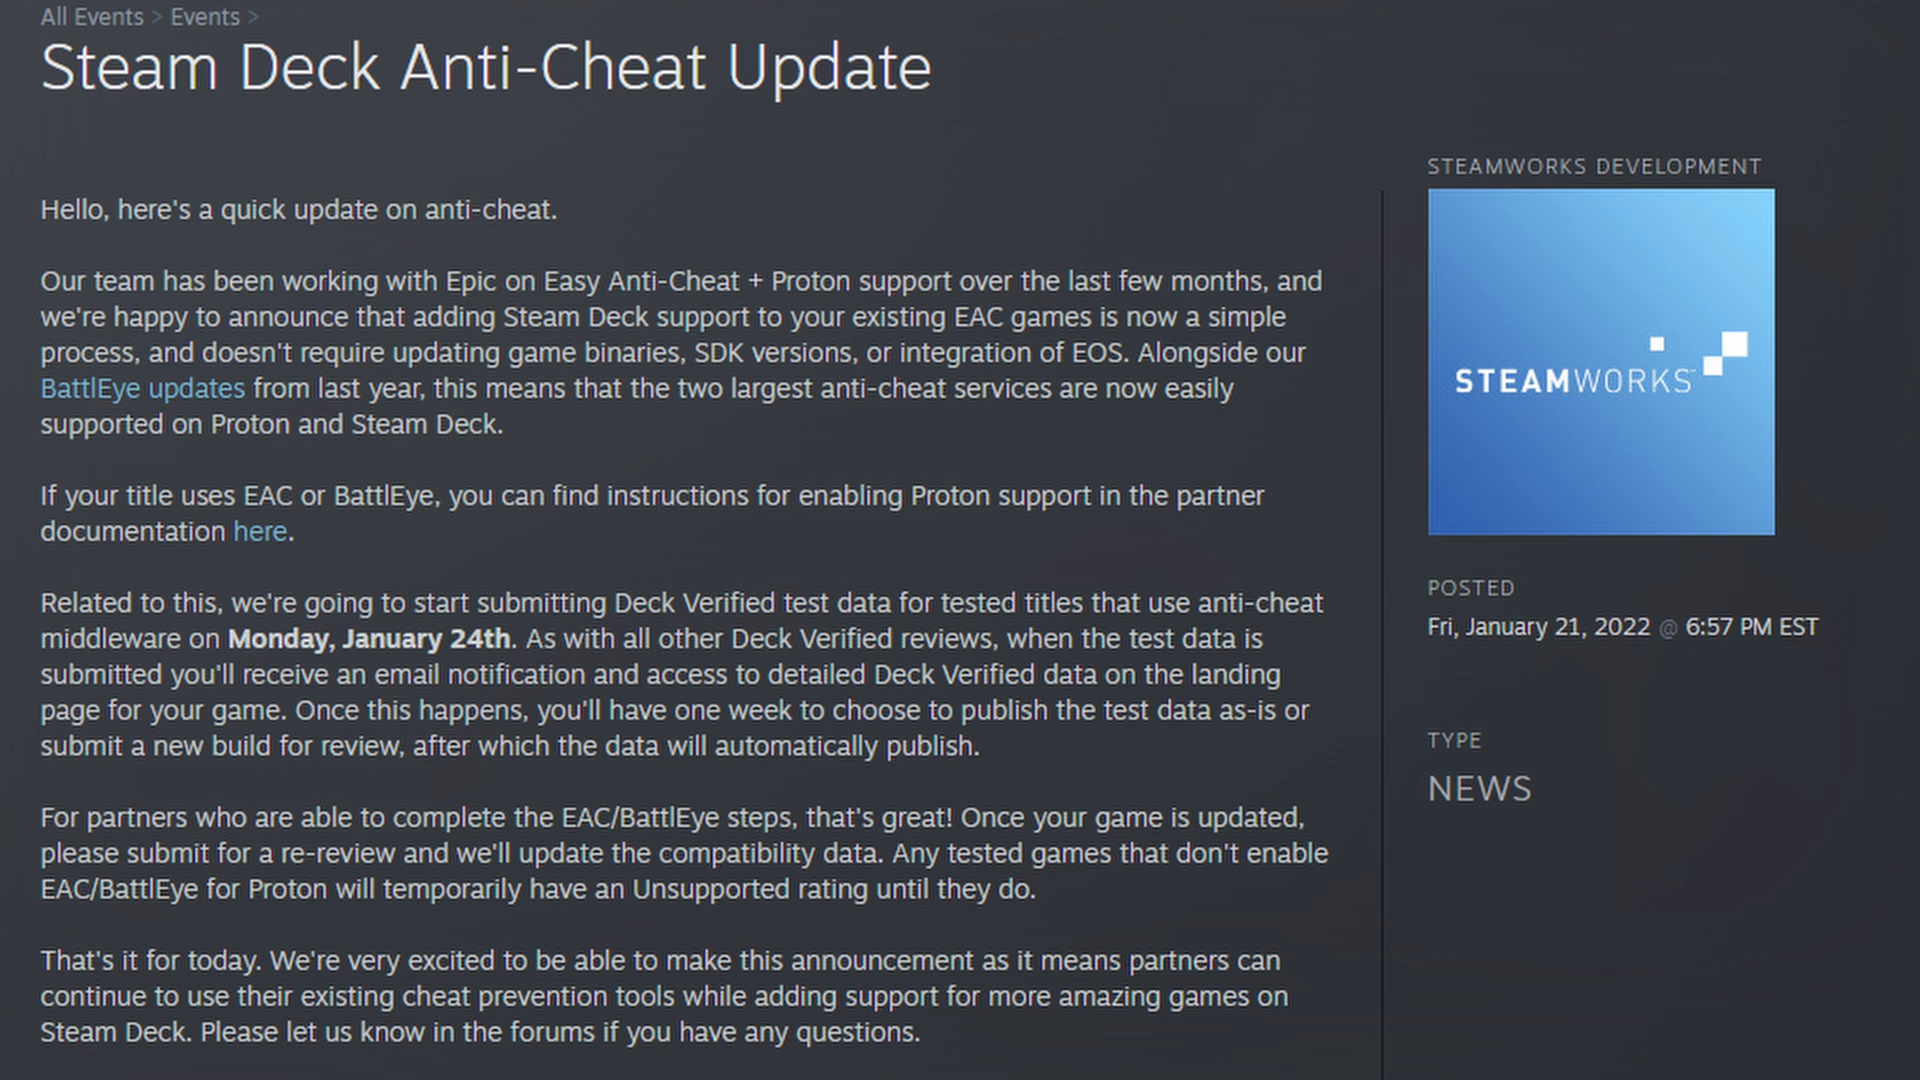 All Events > Events >
Steam Deck Anti-Cheat Update
Hello, here's a quick update on anti-cheat.
Our team has been working with Epic on Easy Anti-Cheat + Proton support over the last few months, and
we're happy to announce that adding Steam Deck support to your existing EAC games is now a simple
process, and doesn't require updating game binaries, SDK versions, or integration of EOS. Alongside our
BattlEye updates from last year, this means that the two largest anti-cheat services are now easily
supported on Proton and Steam Deck.
If your title uses EAC or BattlEye, you can find instructions for enabling Proton support in the partner
documentation here.
Related to this, we're going to start submitting Deck Verified test data for tested titles that use anti-cheat
middleware on Monday, January 24th. As with all other Deck Verified reviews, when the test data is
submitted you'll receive an email notification and access to detailed Deck Verified data on the landing
page for your game. Once this happens, you'll have one week to choose to publish the test data as-is or
submit a new build for review, after which the data will automatically publish.
For partners who are able to complete the EAC/BattlEye steps, that's great! Once your game is updated,
please submit for a re-review and we'll update the compatibility data. Any tested games that don't enable
EAC/BattlEye for Proton will temporarily have an Unsupported rating until they do.
That's it for today. We're very excited to be able to make this announcement as it means partners can
continue to use their existing cheat prevention tools while adding support for more amazing games on
Steam Deck. Please let us know in the forums if you have any questions.
STEAMWORKS DEVELOPMENT
STEAMWORKS™
POSTED
Fri, January 21, 2022 @ 6:57 PM EST
TYPE
NEWS